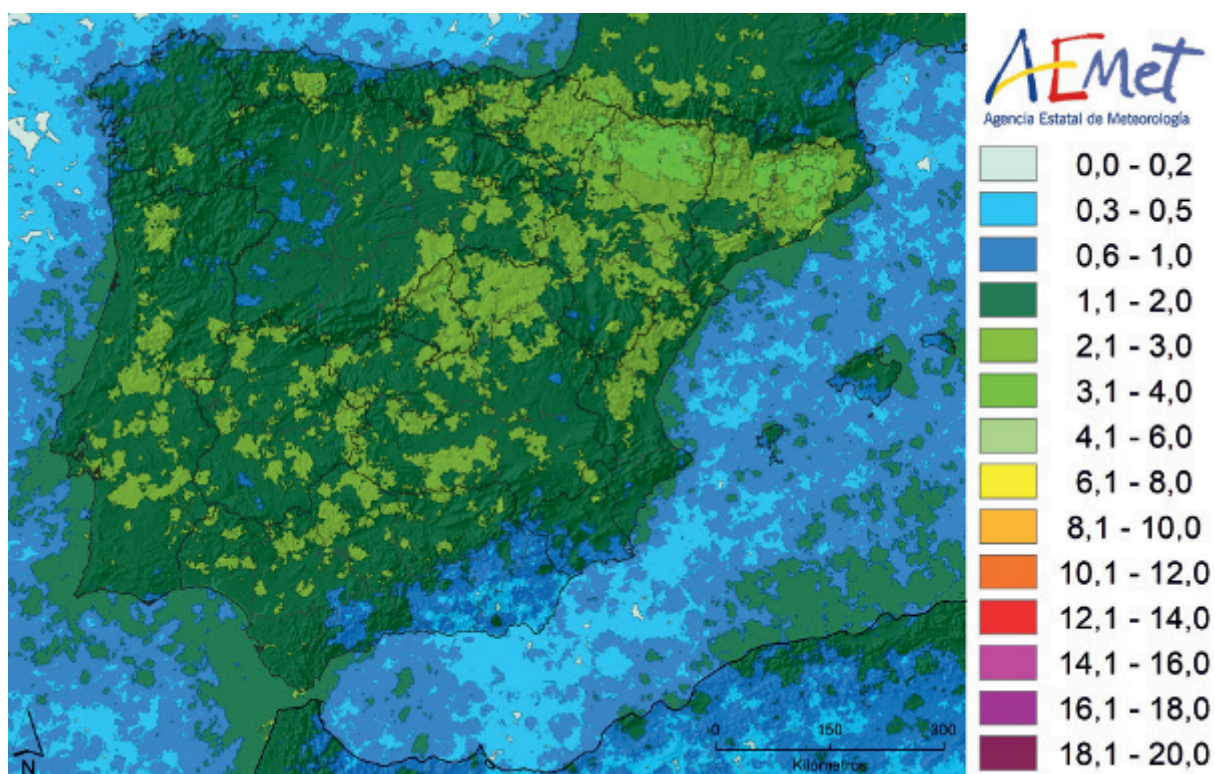 AEMet
Agencia Estatal de Meteorología
0,0 - 0,2
0,3 - 0,5
0,6 - 1,0
1,1 - 2,0
2,1 - 3,0
3,1 - 4,0
4,1 - 6,0
6,1 - 8,0
8,1 - 10,0
10,1 - 12,0
12,1 - 14,0
14,1 - 16,0
16,1 - 18,0
18,1 - 20,0
0 150 300
Kilómetros
N